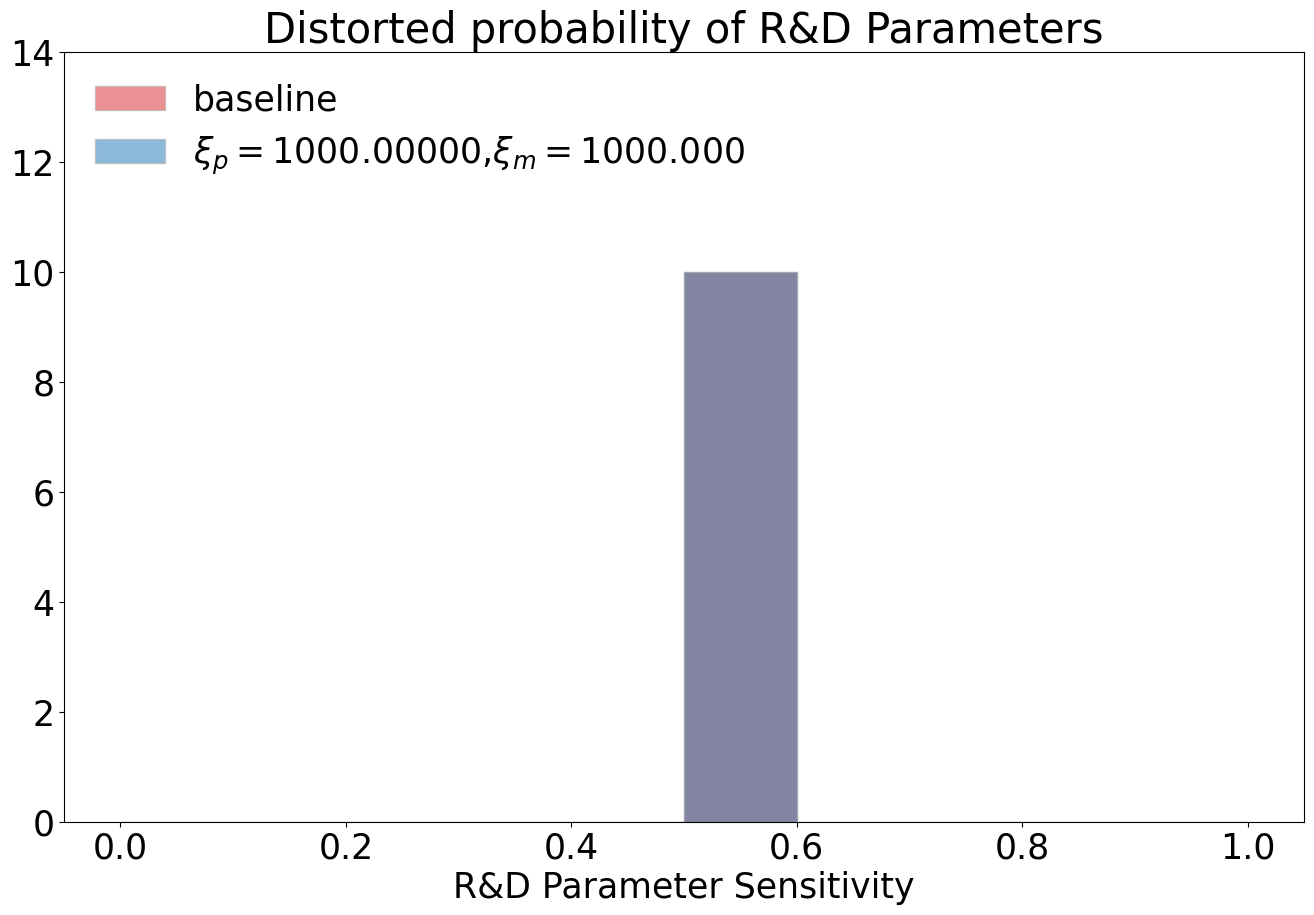 Distorted probability of R&D Parameters
14
12
10
8
6
4
2
0
baseline
ξp = 1000.00000,ξm = 1000.000
0.0 0.2 0.4 0.6 0.8 1.0
R&D Parameter Sensitivity